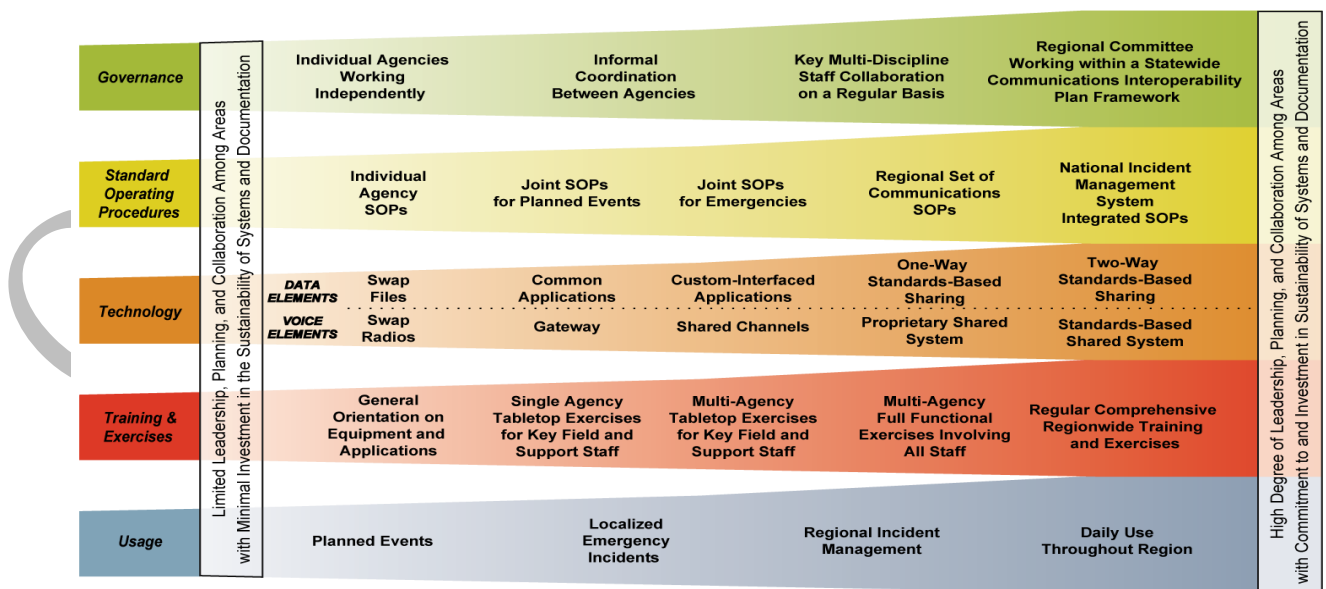 Governance
Individual Agencies
Working
Independently
Informal
Coordination
Between Agencies
Key Multi-Discipline
Staff Collaboration
on a Regular Basis
Regional Committee
Working within a Statewide
Communications Interoperability
Plan Framework
Standard
Operating
Procedures
Individual
Agency
SOPs
Joint SOPs
for Planned Events
Joint SOPs
for Emergencies
Regional Set of
Communications
SOPs
National Incident
Management
System
Integrated SOPs
Technology
DATA
ELEMENTS
Swap
Files
Common
Applications
Custom-Interfaced
Applications
One-Way
Standards-Based
Sharing
Two-Way
Standards-Based
Sharing
VOICE
ELEMENTS
Swap
Radios
Gateway
Shared Channels
Proprietary Shared
System
Standards-Based
Shared System
Training &
Exercises
General
Orientation on
Equipment and
Applications
Single Agency
Tabletop Exercises
for Key Field and
Support Staff
Multi-Agency
Tabletop Exercises
for Key Field and
Support Staff
Multi-Agency
Full Functional
Exercises Involving
All Staff
Regular Comprehensive
Regionwide Training
and Exercises
Usage
Planned Events
Localized
Emergency
Incidents
Regional Incident
Management
Daily Use
Throughout Region
Limited Leadership, Planning, and Collaboration Among Areas
with Minimal Investment in the Sustainability of Systems and Documentation
High Degree of Leadership, Planning, and Collaboration Among Areas
with Commitment to and Investment in Sustainability of Systems and Documentation